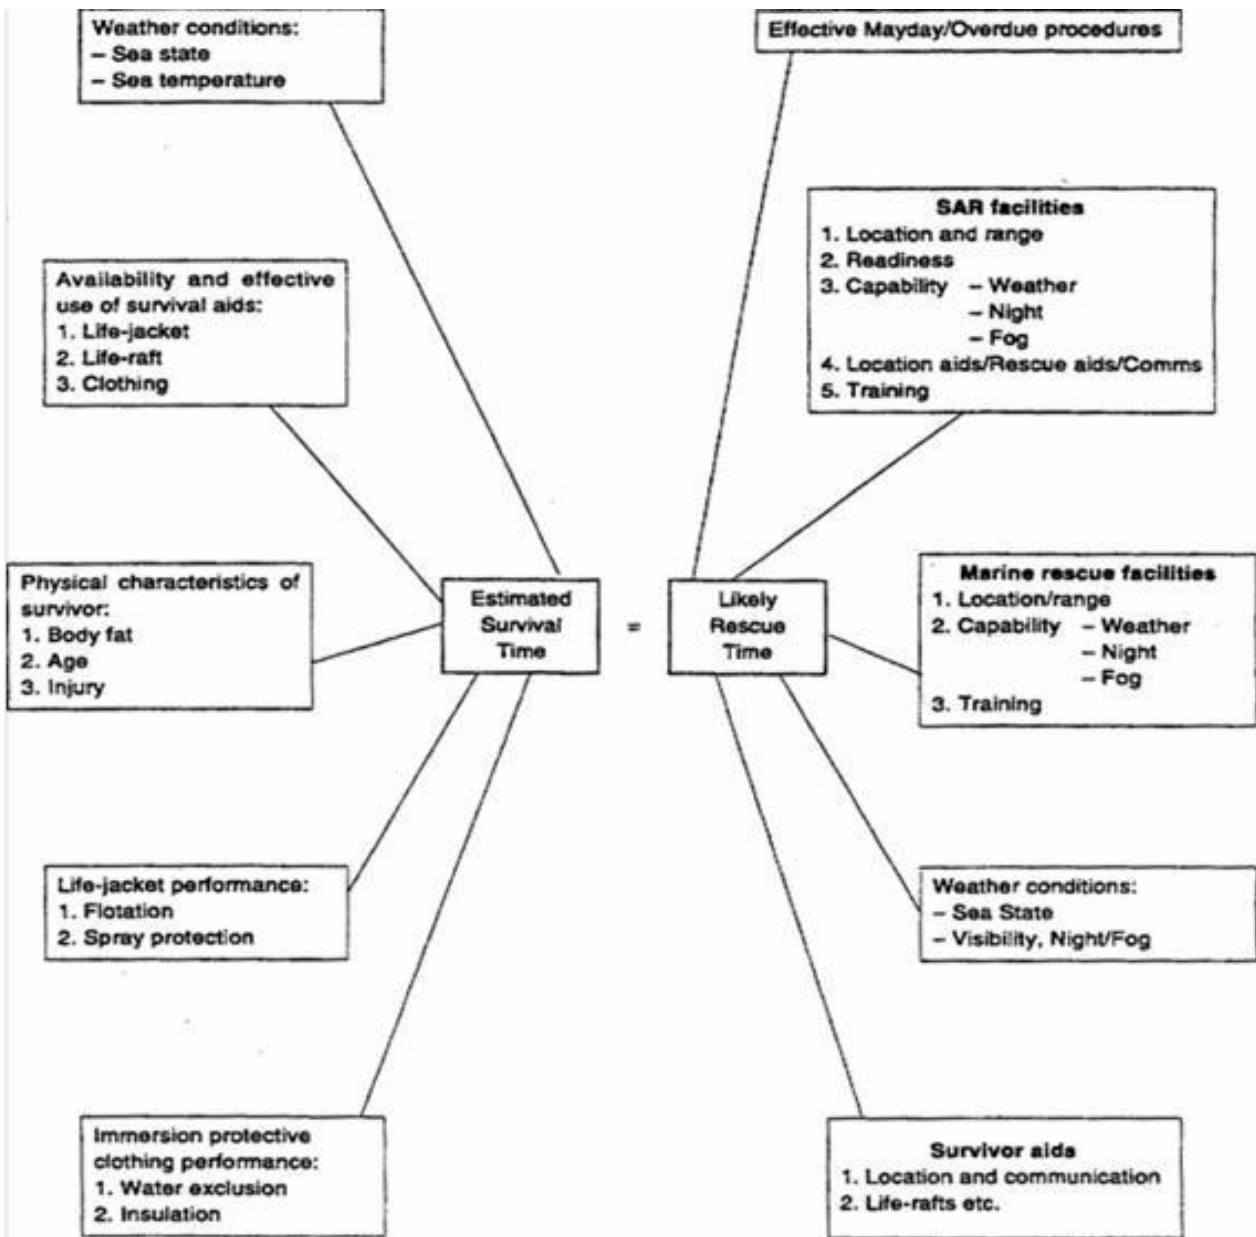 Weather conditions:
– Sea state
– Sea temperature
Effective Mayday/Overdue procedures
SAR facilities
1. Location and range
2. Readiness
3. Capability – Weather
– Night
– Fog
4. Location aids/Rescue aids/Comms
5. Training
Availability and effective
use of survival aids:
1. Life-jacket
2. Life-raft
3. Clothing
Physical characteristics of
survivor:
1. Body fat
2. Age
3. Injury
Estimated
Survival
Time
=
Likely
Rescue
Time
Marine rescue facilities
1. Location/range
2. Capability – Weather
– Night
– Fog
3. Training
Life-jacket performance:
1. Flotation
2. Spray protection
Weather conditions:
– Sea State
– Visibility, Night/Fog
Immersion protective
clothing performance:
1. Water exclusion
2. Insulation
Survivor aids
1. Location and communication
2. Life-rafts etc.